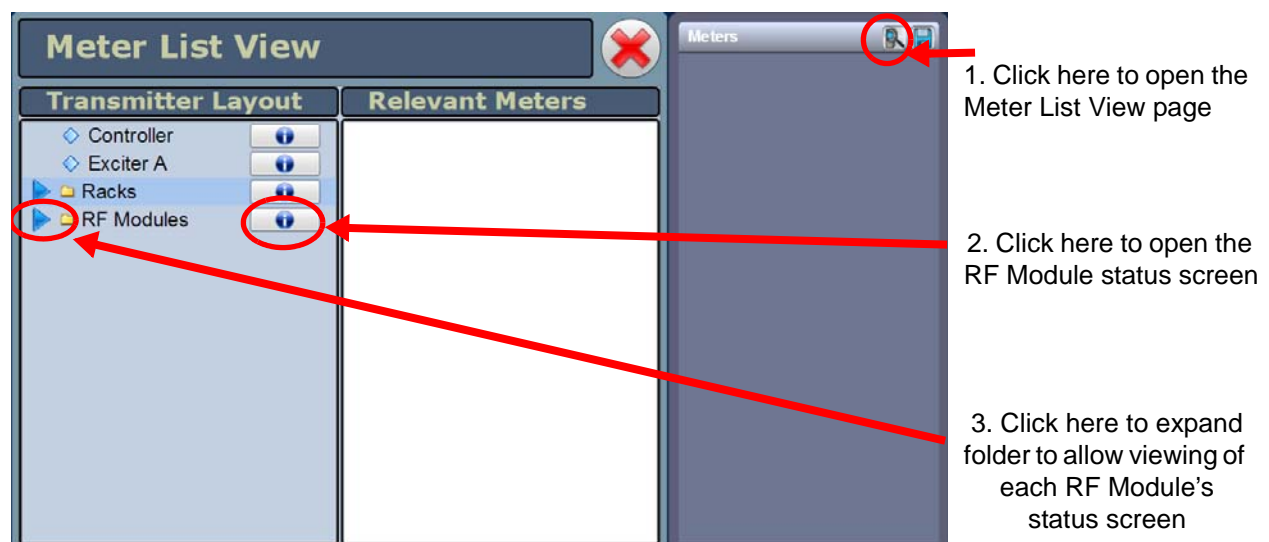 Meter List View
Meters
Transmitter Layout
Relevant Meters
Controller
Exciter A
Racks
RF Modules
1. Click here to open the
Meter List View page
2. Click here to open the
RF Module status screen
3. Click here to expand
folder to allow viewing of
each RF Module's
status screen